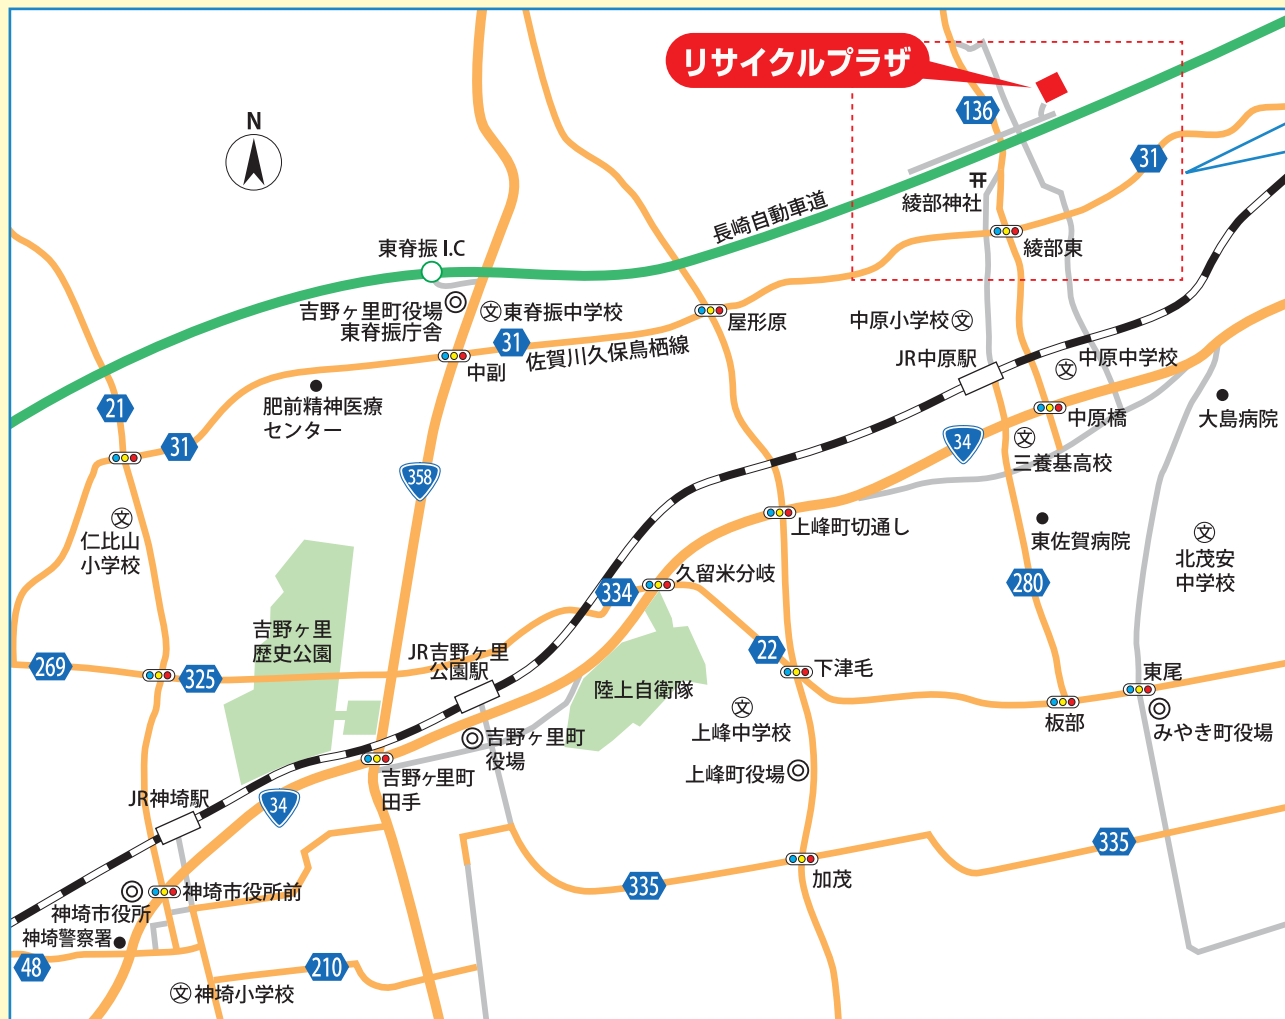 リサイクルプラザ
N
136
31
綾部神社
長崎自動車道
綾部東
東脊振 I.C
吉野ヶ里町役場
東脊振庁舎
文 東脊振中学校
31
佐賀川久保鳥栖線
屋形原
中副
中原小学校 文
JR中原駅
文 中原中学校
中原橋
大島病院
21
31
肥前精神医療
センター
358
34
文
三養基高校
上峰町切通し
東佐賀病院
文
北茂安
中学校
文
仁比山
小学校
久留米分岐
334
280
吉野ヶ里
歴史公園
JR吉野ヶ里
公園駅
22
下津毛
269
325
陸上自衛隊
東尾
板部
みやき町役場
文
上峰中学校
吉野ヶ里町
役場
上峰町役場
吉野ヶ里町
田手
JR神埼駅
34
335
335
加茂
神埼市役所前
神埼市役所
神埼警察署
48
210
文 神埼小学校